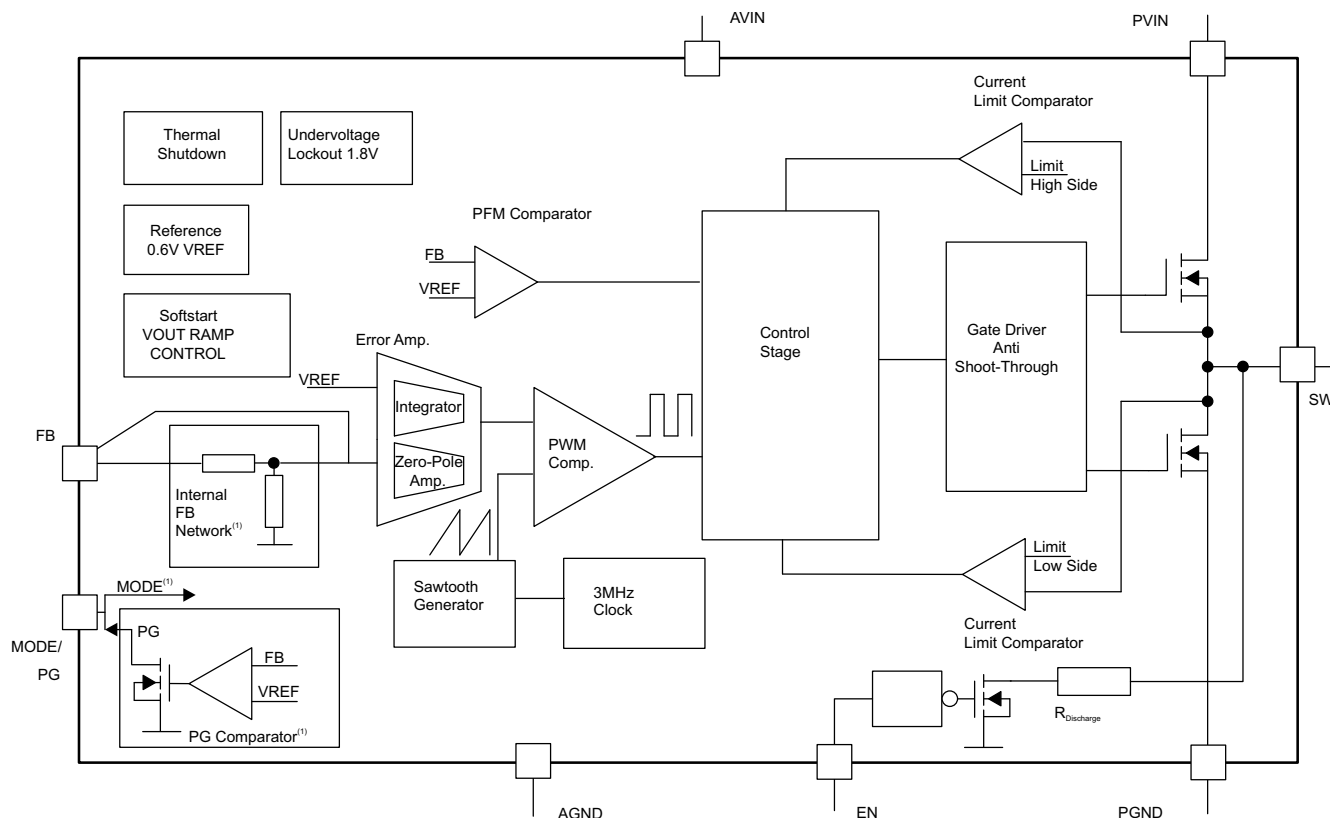 AVIN
PVIN
Current
Limit Comparator
Thermal
Shutdown
Undervoltage
Lockout 1.8V
Limit
High Side
Reference
0.6V VREF
PFM Comparator
FB
VREF
Softstart
VOUT RAMP
CONTROL
Control
Stage
Gate Driver
Anti
Shoot-Through
Error Amp.
VREF
Integrator
SW
FB
Zero-Pole
Amp.
PWM
Comp.
Internal
FB
Network(1)
Limit
Low Side
MODE(1)
Sawtooth
Generator
3MHz
Clock
PG
MODE/
PG
FB
VREF
PG Comparator(1)
Current
Limit Comparator
RDischarge
AGND
EN
PGND